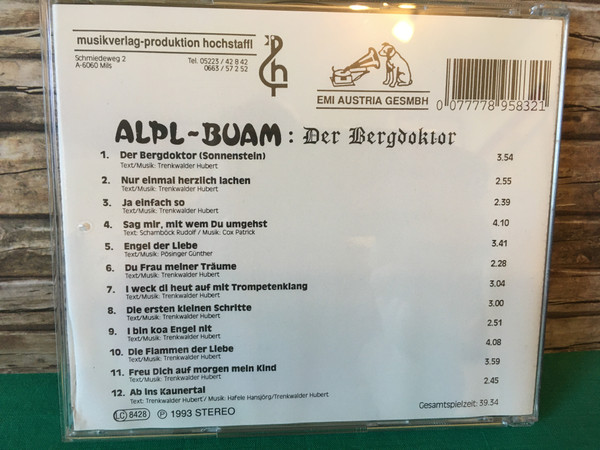 musikverlag-produktion hochstaffl
Schmiedeweg 2
A-6060 Mils
Tel. 05223 / 42 8 42
0663 / 57 2 52
EMI AUSTRIA GESMBH
0 077778 958321
ALPL-BUAM: Der Bergdoktor
1. Der Bergdoktor (Sonnenstein) 3.54
Text/Musik: Trenkwalder Hubert
2. Nur einmal herzlich lachen 2.55
Text/Musik: Trenkwalder Hubert
3. Ja einfach so 2.39
Text/Musik: Trenkwalder Hubert
4. Sag mir, mit wem Du umgehst 4.10
Text: Schamböck Rudolf / Musik: Cox Patrick
5. Engel der Liebe 3.41
Text/Musik: Pösinger Günther
6. Du Frau meiner Träume 2.28
Text/Musik: Trenkwalder Hubert
7. I weck di heut auf mit Trompetenklang 3.04
Text/Musik: Trenkwalder Hubert
8. Die ersten kleinen Schritte 3.00
Text/Musik: Trenkwalder Hubert
9. I bin koa Engel nit 2.51
Text/Musik: Trenkwalder Hubert
10. Die Flammen der Liebe 4.08
Text/Musik: Trenkwalder Hubert
11. Freu Dich auf morgen mein Kind 3.59
Text/Musik: Trenkwalder Hubert
12. Ab ins Kaunertal 2.45
Text: Trenkwalder Hubert / Musik: Hafele Hansjörg/Trenkwalder Hubert
LC 8428 ℗ 1993 STEREO
Gesamtspielzeit: 39.34